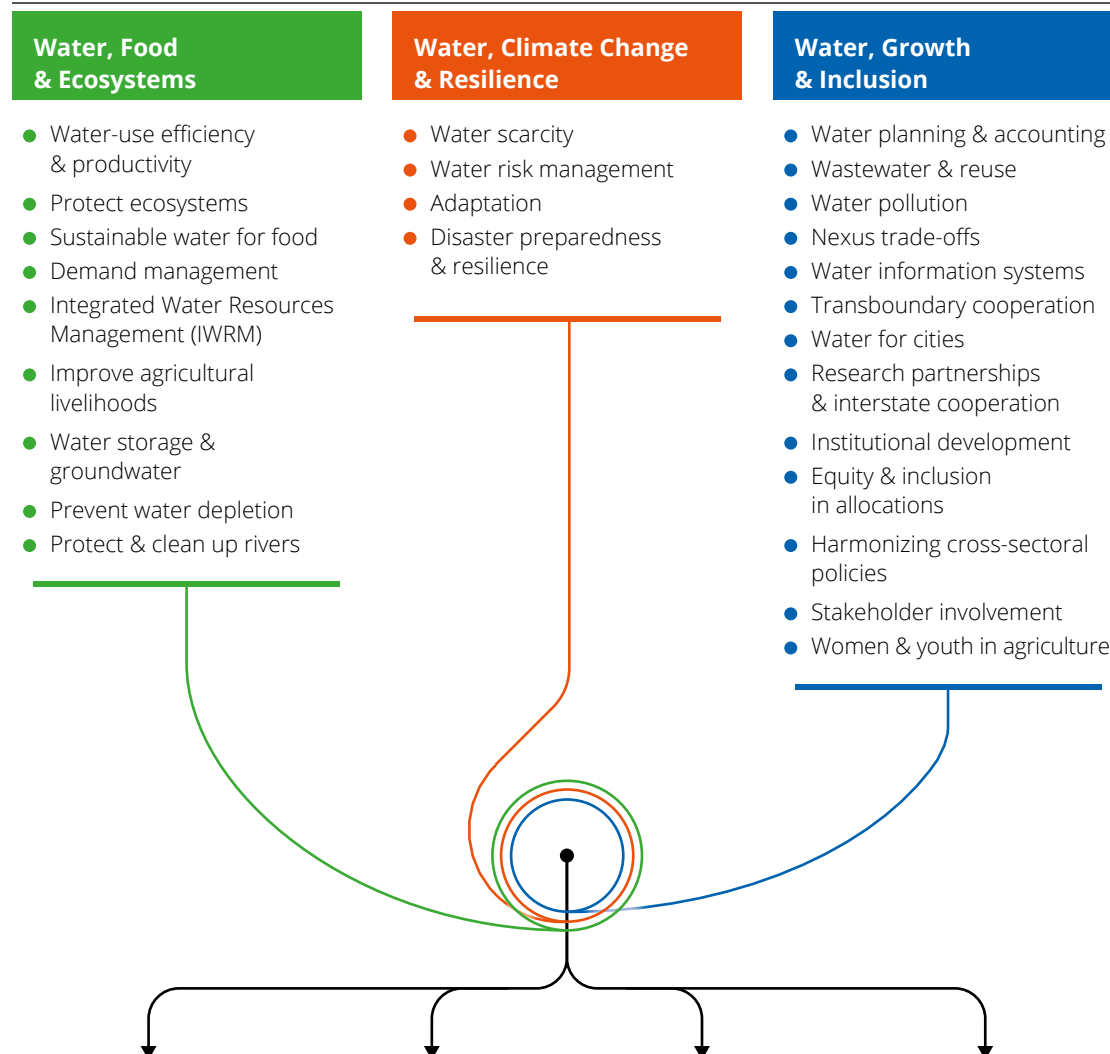 Water, Food
& Ecosystems
Water-use efficiency
& productivity
Protect ecosystems
Sustainable water for food
Demand management
Integrated Water Resources
Management (IWRM)
Improve agricultural
livelihoods
Water storage &
groundwater
Prevent water depletion
Protect & clean up rivers
Water, Climate Change
& Resilience
Water scarcity
Water risk management
Adaptation
Disaster preparedness
& resilience
Water, Growth
& Inclusion
Water planning & accounting
Wastewater & reuse
Water pollution
Nexus trade-offs
Water information systems
Transboundary cooperation
Water for cities
Research partnerships
& interstate cooperation
Institutional development
Equity & inclusion
in allocations
Harmonizing cross-sectoral
policies
Stakeholder involvement
Women & youth in agriculture